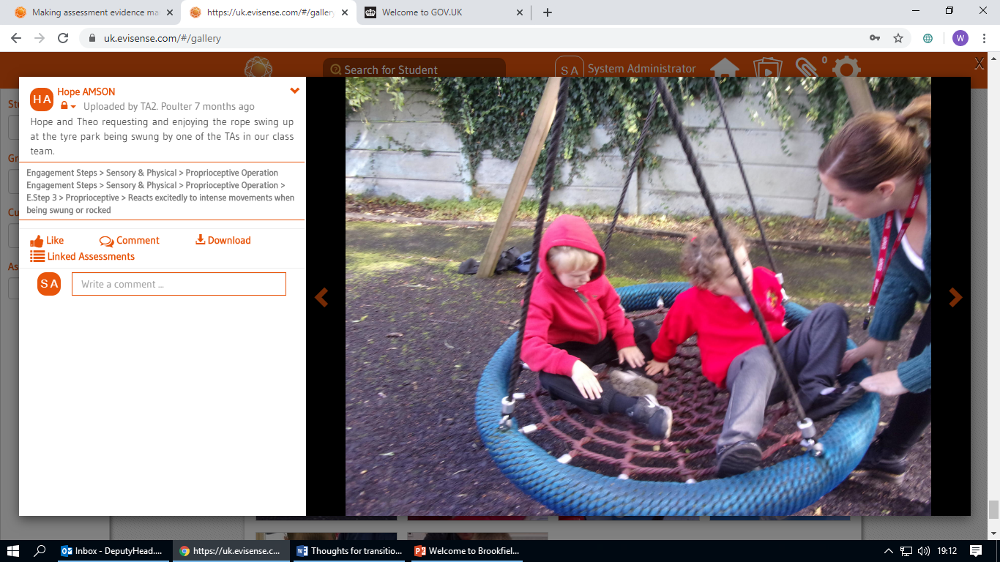 Making assessment evidence ma
https://uk.evisense.com/#/gallery
Welcome to GOV.UK
uk.evisense.com/#/gallery
W
Search for Student
SA
System Administrator
0
X
St
Gr
Cu
As
HA
Hope AMSON
Uploaded by TA2. Poulter 7 months ago
Hope and Theo requesting and enjoying the rope swing up
at the tyre park being swung by one of the TAs in our class
team.
Engagement Steps > Sensory & Physical > Proprioceptive Operation
Engagement Steps > Sensory & Physical > Proprioceptive Operation >
E.Step 3 > Proprioceptive > Reacts excitedly to intense movements when
being swung or rocked
Like
Comment
Download
Linked Assessments
SA
Write a comment ...
Inbox - DeputyHead....
https://uk.evisense.c...
Thoughts for transitio...
Welcome to Brookfiel...
19:12